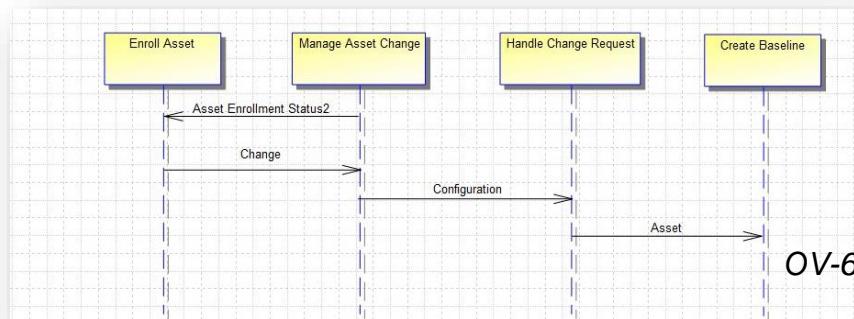 Enroll Asset
Manage Asset Change
Handle Change Request
Create Baseline
Asset Enrollment Status2
Change
Configuration
Asset
OV-6